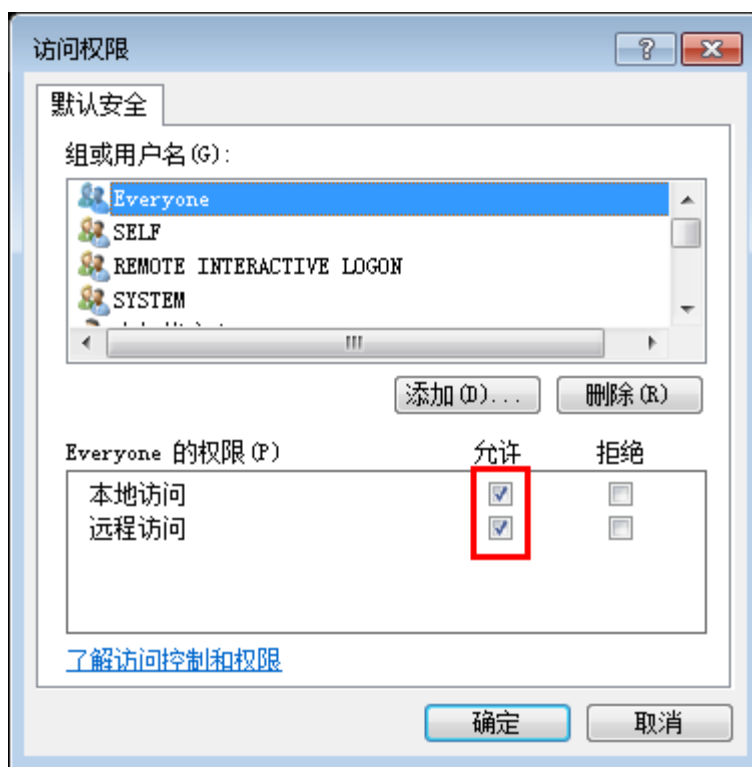 访问权限
默认安全
组或用户名(G):
Everyone
SELF
REMOTE INTERACTIVE LOGON
SYSTEM
添加(D)... 删除(R)
Everyone 的权限(P) 允许 拒绝
本地访问
远程访问
了解访问控制和权限
确定 取消